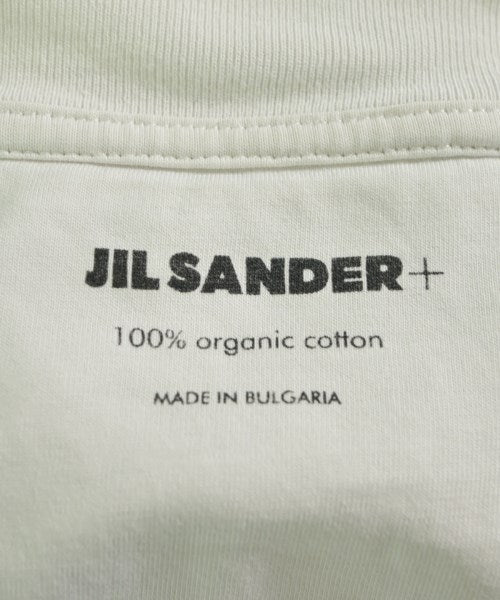 JIL SANDER+
100% organic cotton
MADE IN BULGARIA